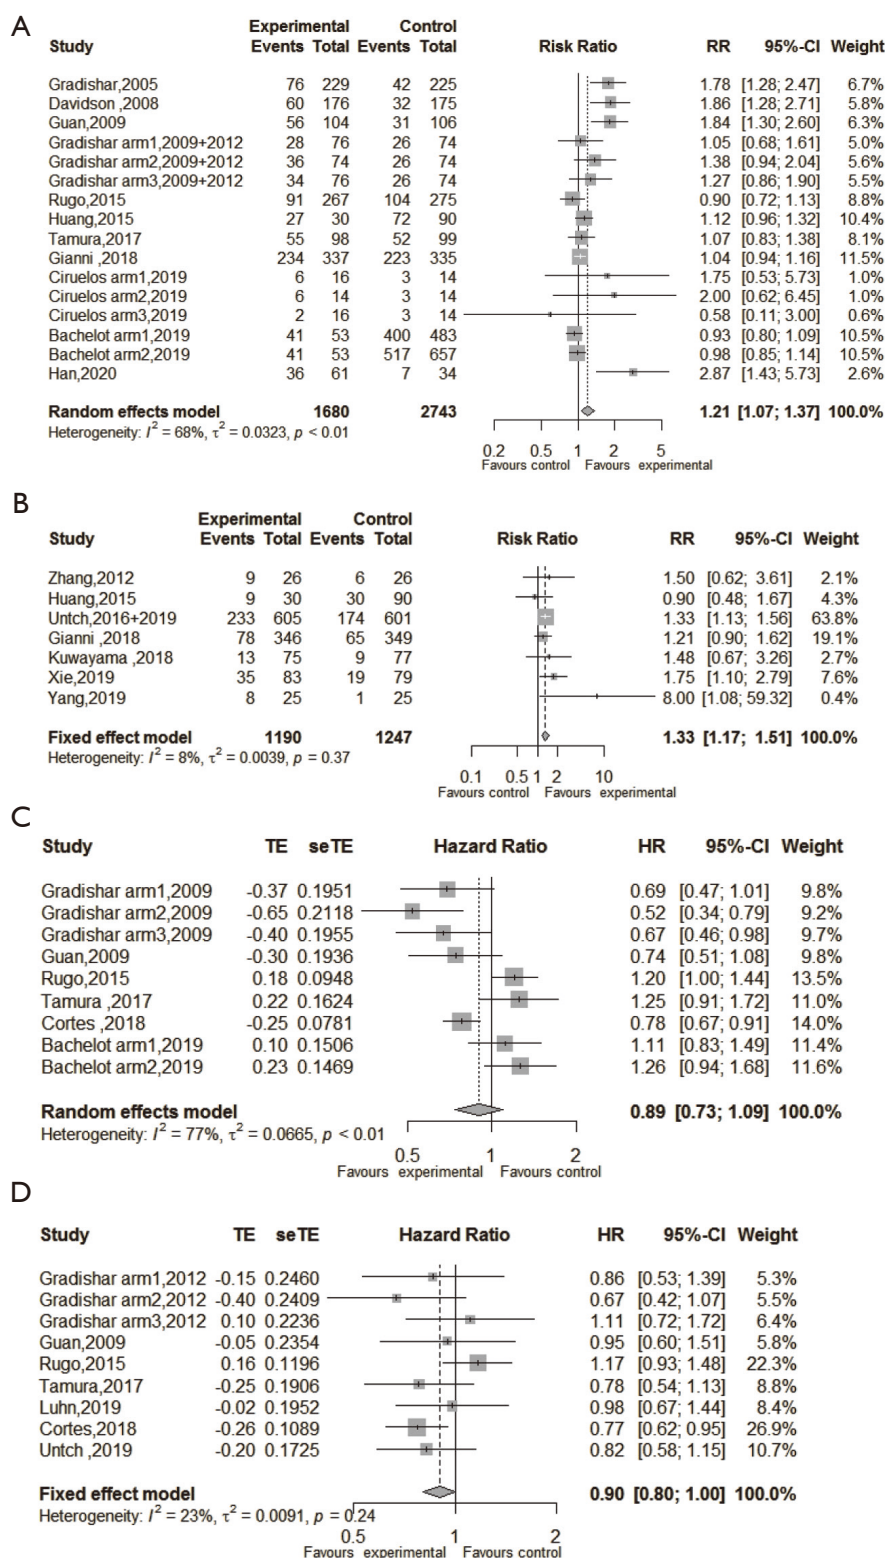 A
Experimental Control
Study Events Total Events Total Risk Ratio RR 95%-CI Weight
Gradishar,2005 76 229 42 225 1.78 [1.28; 2.47] 6.7%
Davidson,2008 60 176 32 175 1.86 [1.28; 2.71] 5.8%
Guan,2009 56 104 31 106 1.84 [1.30; 2.60] 6.3%
Gradishar arm1,2009+2012 28 76 26 74 1.05 [0.68; 1.61] 5.0%
Gradishar arm2,2009+2012 36 74 26 74 1.38 [0.94; 2.04] 5.6%
Gradishar arm3,2009+2012 34 76 26 74 1.27 [0.86; 1.90] 5.5%
Rugo,2015 91 267 104 275 0.90 [0.72; 1.13] 8.8%
Huang,2015 27 30 72 90 1.12 [0.96; 1.32] 10.4%
Tamura,2017 55 98 52 99 1.07 [0.83; 1.38] 8.1%
Gianni ,2018 234 337 223 335 1.04 [0.94; 1.16] 11.5%
Ciruelos arm1,2019 6 16 3 14 1.75 [0.53; 5.73] 1.0%
Ciruelos arm2,2019 6 14 3 14 2.00 [0.62; 6.45] 1.0%
Ciruelos arm3,2019 2 16 3 14 0.58 [0.11; 3.00] 0.6%
Bachelot arm1,2019 41 53 400 483 0.93 [0.80; 1.09] 10.5%
Bachelot arm2,2019 41 53 517 657 0.98 [0.85; 1.14] 10.5%
Han,2020 36 61 7 34 2.87 [1.43; 5.73] 2.6%
Random effects model 1680 2743 1.21 [1.07; 1.37] 100.0%
Heterogeneity: I² = 68%, τ² = 0.0323, p < 0.01
0.2 0.5 1 2 5
Favours control Favours experimental
B
Experimental Control
Study Events Total Events Total Risk Ratio RR 95%-CI Weight
Zhang,2012 9 26 6 26 1.50 [0.62; 3.61] 2.1%
Huang,2015 9 30 30 90 0.90 [0.48; 1.67] 4.3%
Untch,2016+2019 233 605 174 601 1.33 [1.13; 1.56] 63.8%
Gianni ,2018 78 346 65 349 1.21 [0.90; 1.62] 19.1%
Kuwayama ,2018 13 75 9 77 1.48 [0.67; 3.26] 2.7%
Xie,2019 35 83 19 79 1.75 [1.10; 2.79] 7.6%
Yang,2019 8 25 1 25 8.00 [1.08; 59.32] 0.4%
Fixed effect model 1190 1247 1.33 [1.17; 1.51] 100.0%
Heterogeneity: I² = 8%, τ² = 0.0039, p = 0.37
0.1 0.5 1 2 10
Favours control Favours experimental
C
Study TE seTE Hazard Ratio HR 95%-CI Weight
Gradishar arm1,2009 -0.37 0.1951 0.69 [0.47; 1.01] 9.8%
Gradishar arm2,2009 -0.65 0.2118 0.52 [0.34; 0.79] 9.2%
Gradishar arm3,2009 -0.40 0.1955 0.67 [0.46; 0.98] 9.7%
Guan,2009 -0.30 0.1936 0.74 [0.51; 1.08] 9.8%
Rugo,2015 0.18 0.0948 1.20 [1.00; 1.44] 13.5%
Tamura ,2017 0.22 0.1624 1.25 [0.91; 1.72] 11.0%
Cortes ,2018 -0.25 0.0781 0.78 [0.67; 0.91] 14.0%
Bachelot arm1,2019 0.10 0.1506 1.11 [0.83; 1.49] 11.4%
Bachelot arm2,2019 0.23 0.1469 1.26 [0.94; 1.68] 11.6%
Random effects model 0.89 [0.73; 1.09] 100.0%
Heterogeneity: I² = 77%, τ² = 0.0665, p < 0.01
0.5 1 2
Favours experimental Favours control
D
Study TE seTE Hazard Ratio HR 95%-CI Weight
Gradishar arm1,2012 -0.15 0.2460 0.86 [0.53; 1.39] 5.3%
Gradishar arm2,2012 -0.40 0.2409 0.67 [0.42; 1.07] 5.5%
Gradishar arm3,2012 0.10 0.2236 1.11 [0.72; 1.72] 6.4%
Guan,2009 -0.05 0.2354 0.95 [0.60; 1.51] 5.8%
Rugo,2015 0.16 0.1196 1.17 [0.93; 1.48] 22.3%
Tamura,2017 -0.25 0.1906 0.78 [0.54; 1.13] 8.8%
Luhn,2019 -0.02 0.1952 0.98 [0.67; 1.44] 8.4%
Cortes,2018 -0.26 0.1089 0.77 [0.62; 0.95] 26.9%
Untch ,2019 -0.20 0.1725 0.82 [0.58; 1.15] 10.7%
Fixed effect model 0.90 [0.80; 1.00] 100.0%
Heterogeneity: I² = 23%, τ² = 0.0091, p = 0.24
0.5 1 2
Favours experimental Favours control